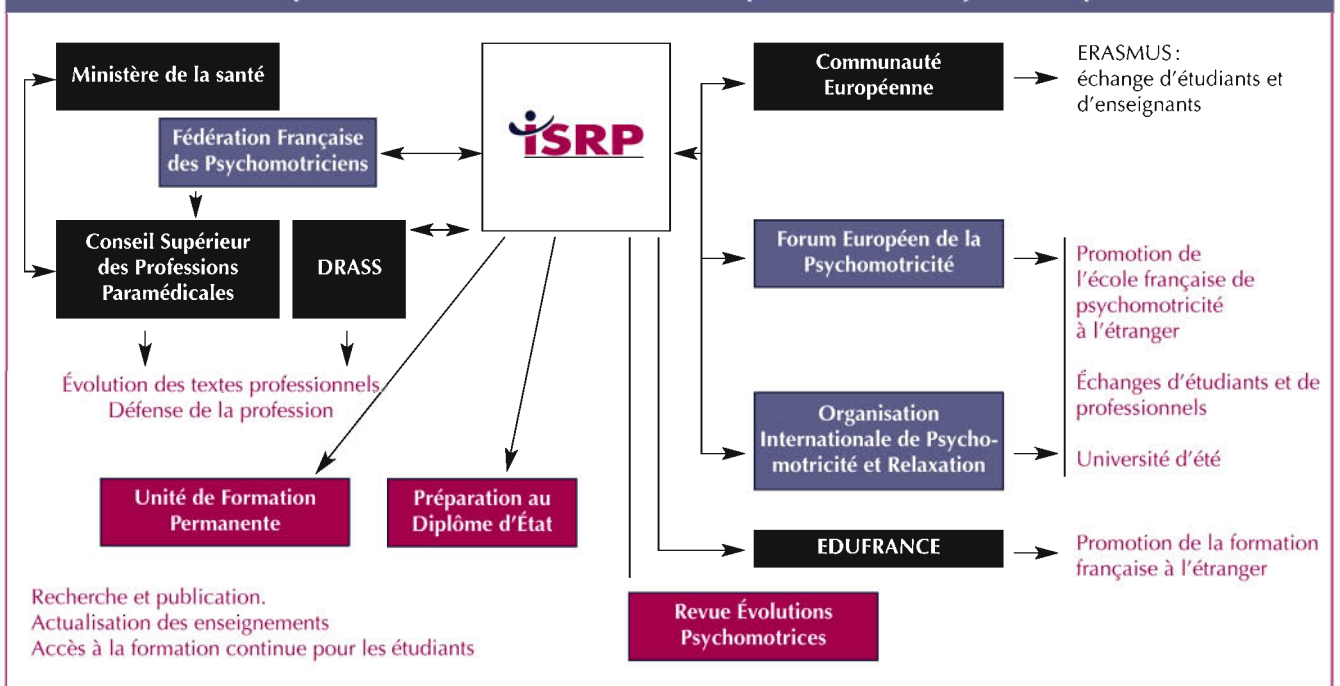 Ministère de la santé
Fédération Française
des Psychomotriciens
Conseil Supérieur
des Professions
Paramédicales
DRASS
Évolution des textes professionnels
Défense de la profession
iSRP
Unité de Formation
Permanente
Préparation au
Diplôme d'État
Recherche et publication.
Actualisation des enseignements
Accès à la formation continue pour les étudiants
Revue Évolutions
Psychomotrices
Communauté
Européenne
ERASMUS :
échange d'étudiants et
d'enseignants
Forum Européen de la
Psychomotricité
Promotion de
l'école française de
psychomotricité
à l'étranger
Échanges d'étudiants et de
professionnels
Organisation
Internationale de Psycho-
motricité et Relaxation
Université d'été
EDUFRANCE
Promotion de la formation
française à l'étranger